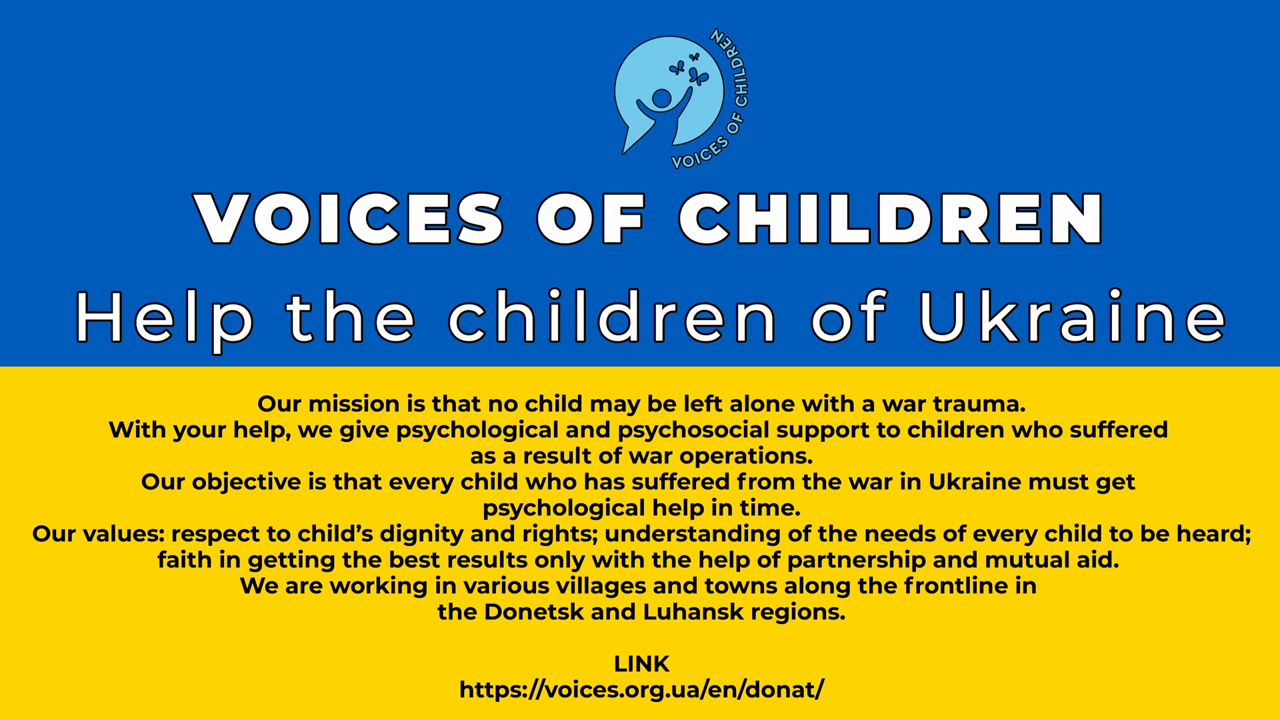 VOICES OF CHILDREN
VOICES OF CHILDREN
Help the children of Ukraine
Our mission is that no child may be left alone with a war trauma.
With your help, we give psychological and psychosocial support to children who suffered
as a result of war operations.
Our objective is that every child who has suffered from the war in Ukraine must get
psychological help in time.
Our values: respect to child’s dignity and rights; understanding of the needs of every child to be heard;
faith in getting the best results only with the help of partnership and mutual aid.
We are working in various villages and towns along the frontline in
the Donetsk and Luhansk regions.
LINK
https://voices.org.ua/en/donat/